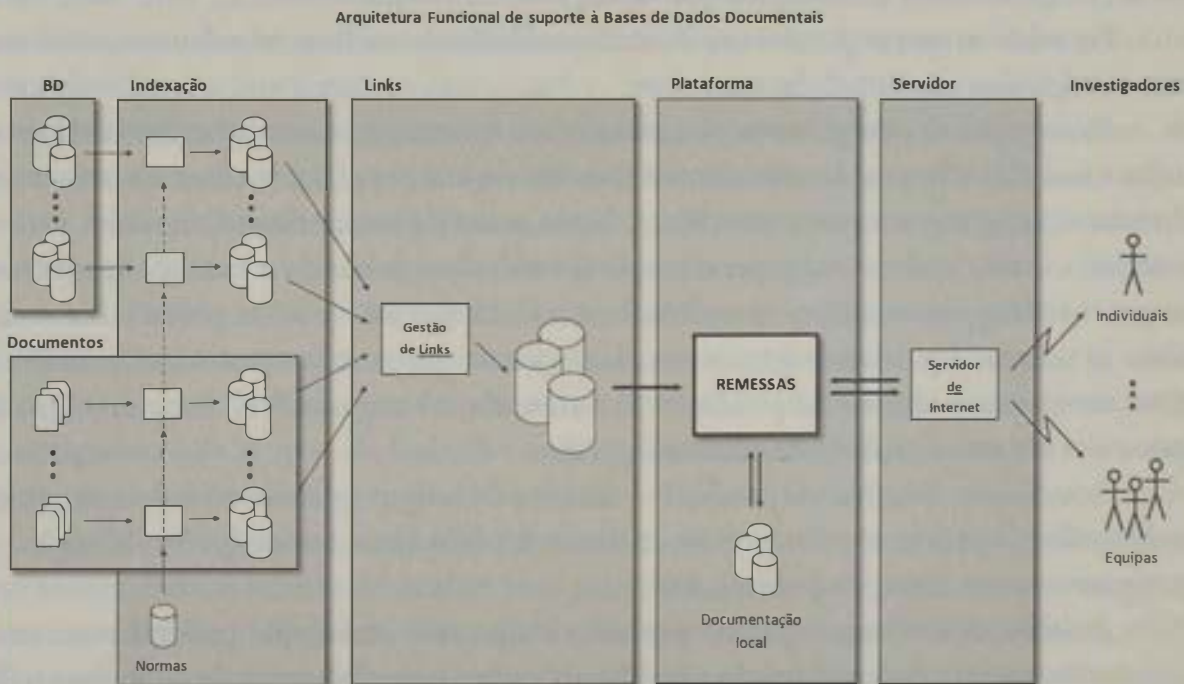 Arquitetura Funcional de suporte à Bases de Dados Documentais
BD
Indexação
Links
Plataforma
Servidor
Investigadores
Documentos
Gestão
de Links
REMESSAS
Servidor
de
Internet
Individuais
Equipas
Documentação
local
Normas